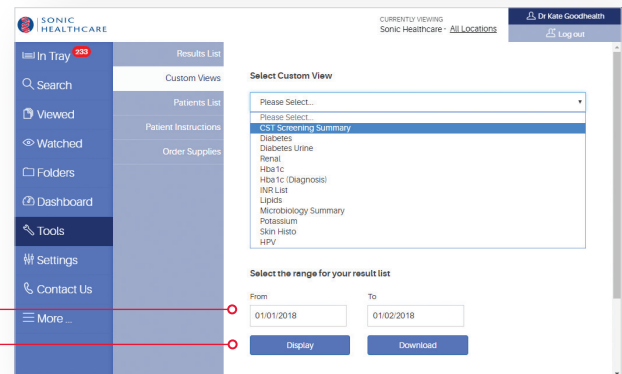 SONIC
HEALTHCARE
CURRENTLY VIEWING
Sonic Healthcare - All Locations
Dr Kate Goodhealth
Log out
In Tray 233
Search
Viewed
Watched
Folders
Dashboard
Tools
Settings
Contact Us
More ...
Results List
Custom Views
Patients List
Patient Instructions
Order Supplies
Select Custom View
Please Select...
Please Select...
CST Screening Summary
Diabetes
Diabetes Urine
Renal
Hba1c
Hba1c (Diagnosis)
INR List
Lipids
Microbiology Summary
Potassium
Skin Histo
HPV
Select the range for your result list
From
To
01/01/2018
01/02/2018
Display
Download